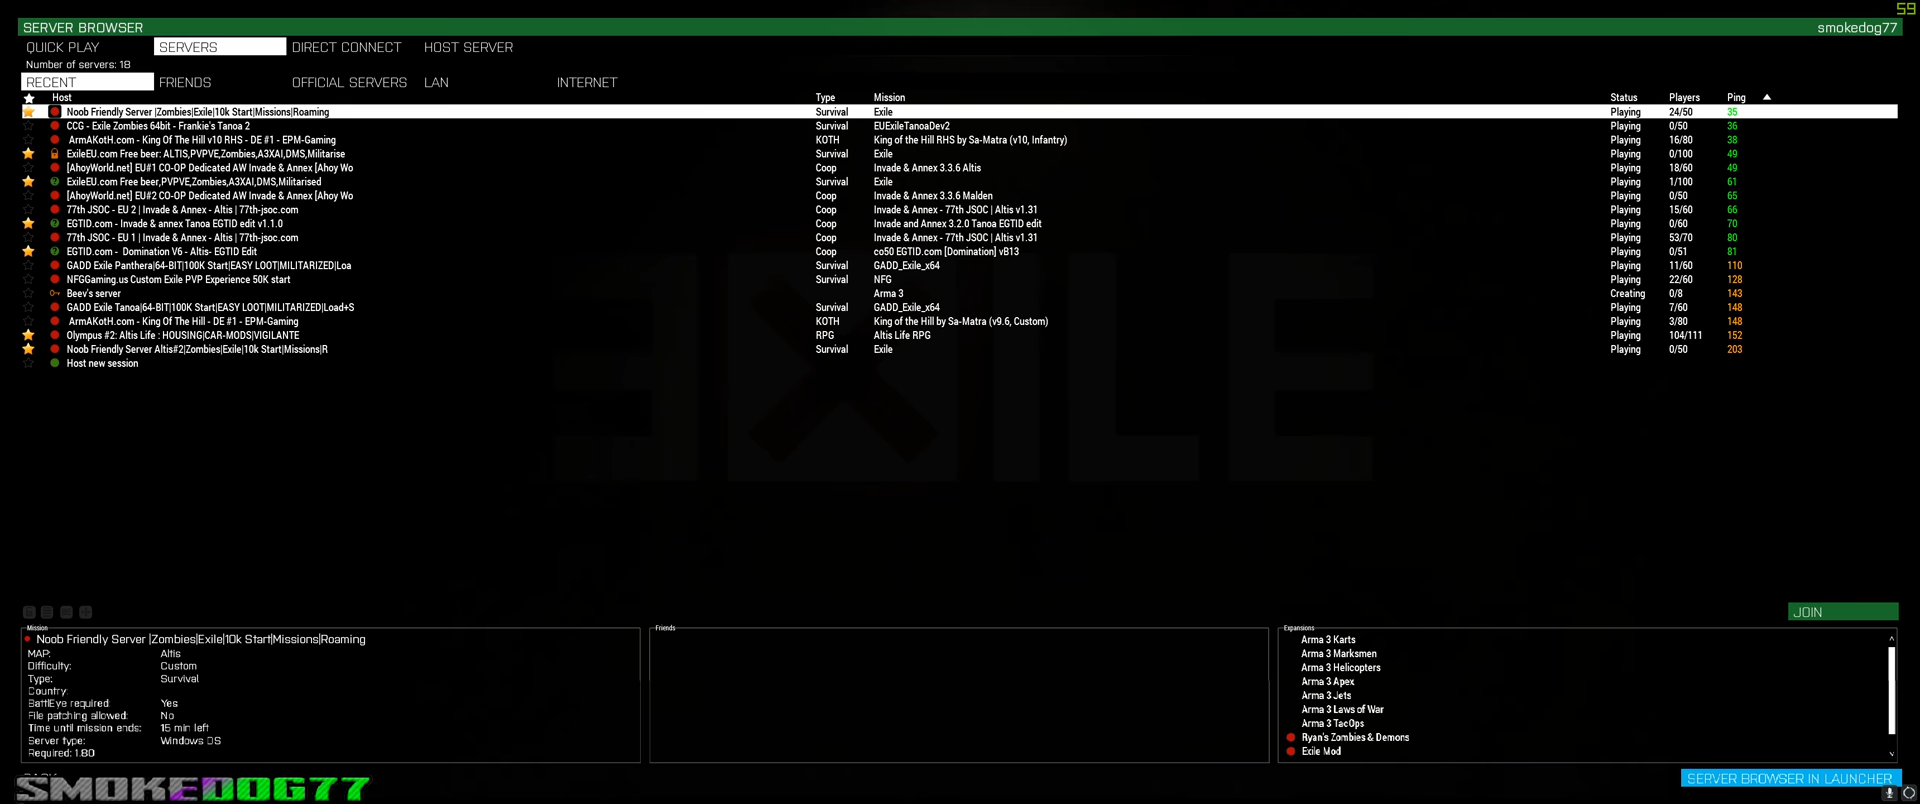 59
SERVER BROWSER smokedog77
QUICK PLAY SERVERS DIRECT CONNECT HOST SERVER
Number of servers: 18
RECENT FRIENDS OFFICIAL SERVERS LAN INTERNET
Host Type Mission Status Players Ping
Noob Friendly Server |Zombies|Exile|10k Start|Missions|Roaming Survival Exile Playing 24/50 35
CCG - Exile Zombies 64bit - Frankie's Tanoa 2 Survival EUExileTanoaDev2 Playing 0/50 36
ArmAKotH.com - King Of The Hill v10 RHS - DE #1 - EPM-Gaming KOTH King of the Hill RHS by Sa-Matra (v10, Infantry) Playing 16/80 38
ExileEU.com Free beer: ALTIS,PVPVE,Zombies,A3XAI,DMS,Militarise Survival Exile Playing 0/100 49
[AhoyWorld.net] EU#1 CO-OP Dedicated AW Invade & Annex [Ahoy Wo Coop Invade & Annex 3.3.6 Altis Playing 18/60 49
ExileEU.com Free beer,PVPVE,Zombies,A3XAI,DMS,Militarised Survival Exile Playing 1/100 61
[AhoyWorld.net] EU#2 CO-OP Dedicated AW Invade & Annex [Ahoy Wo Coop Invade & Annex 3.3.6 Malden Playing 0/50 65
77th JSOC - EU 2 | Invade & Annex - Altis | 77th-jsoc.com Coop Invade & Annex - 77th JSOC | Altis v1.31 Playing 15/60 66
EGTID.com - Invade & annex Tanoa EGTID edit v1.1.0 Coop Invade and Annex 3.2.0 Tanoa EGTID edit Playing 0/60 70
77th JSOC - EU 1 | Invade & Annex - Altis | 77th-jsoc.com Coop Invade & Annex - 77th JSOC | Altis v1.31 Playing 53/70 80
EGTID.com - Domination V6 - Altis- EGTID Edit Coop co50 EGTID.com [Domination] vB13 Playing 0/51 81
GADD Exile Panthera|64-BIT|100K Start|EASY LOOT|MILITARIZED|Loa Survival GADD_Exile_x64 Playing 11/60 110
NFGGaming.us Custom Exile PVP Experience 50K start Survival NFG Playing 22/60 128
Beev's server Arma 3 Creating 0/8 143
GADD Exile Tanoa|64-BIT|100K Start|EASY LOOT|MILITARIZED|Load+S Survival GADD_Exile_x64 Playing 7/60 148
ArmAKotH.com - King Of The Hill - DE #1 - EPM-Gaming KOTH King of the Hill by Sa-Matra (v9.6, Custom) Playing 3/80 148
Olympus #2: Altis Life : HOUSING|CAR-MODS|VIGILANTE RPG Altis Life RPG Playing 104/111 152
Noob Friendly Server Altis#2|Zombies|Exile|10k Start|Missions|R Survival Exile Playing 0/50 203
Host new session
EXILE
JOIN
Mission
Noob Friendly Server |Zombies|Exile|10k Start|Missions|Roaming
MAP: Altis
Difficulty: Custom
Type: Survival
Country:
BattlEye required: Yes
File patching allowed: No
Time until mission ends: 15 min left
Server type: Windows OS
Required: 1.80
Friends
Expansions
Arma 3 Karts
Arma 3 Marksmen
Arma 3 Helicopters
Arma 3 Apex
Arma 3 Jets
Arma 3 Laws of War
Arma 3 TacOps
Ryan's Zombies & Demons
Exile Mod
SMOKEDOG77
SERVER BROWSER IN LAUNCHER